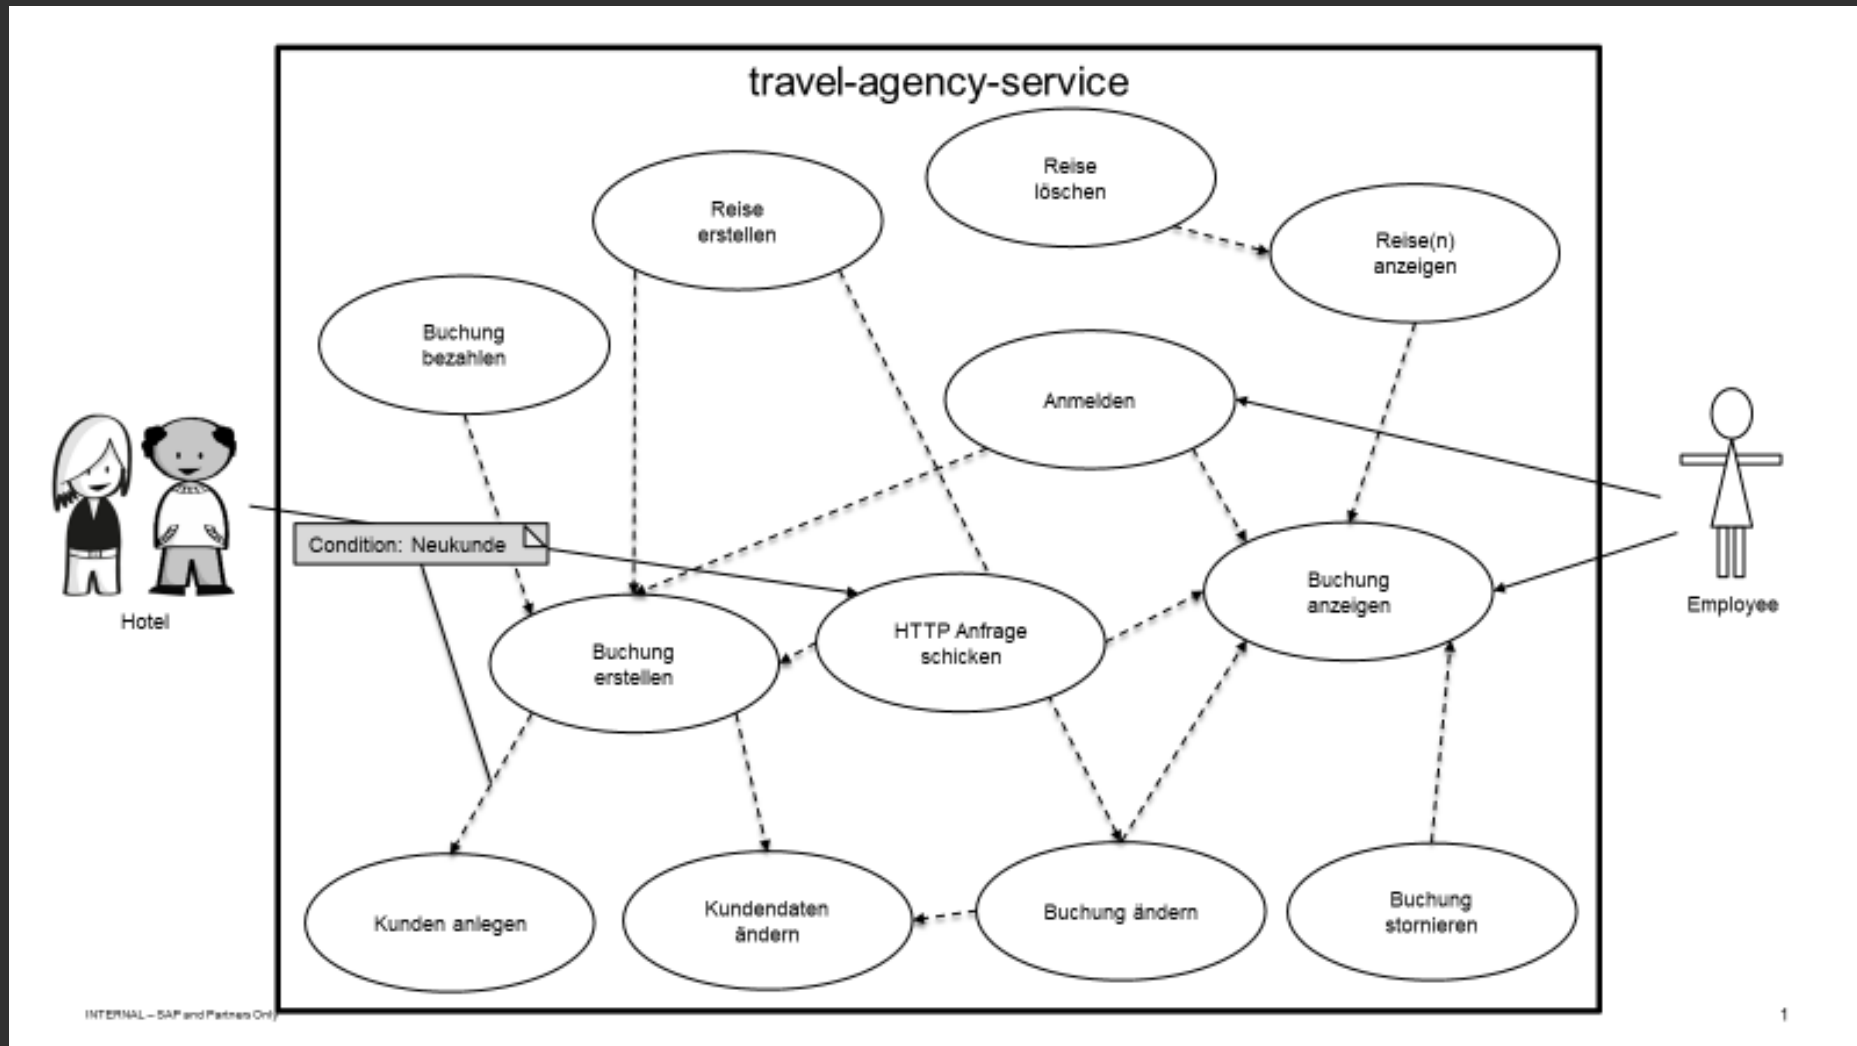 travel-agency-service
Reise
löschen
Reise
erstellen
Reise(n)
anzeigen
Buchung
bezahlen
Anmelden
Condition: Neukunde
Hotel
Buchung
anzeigen
Employee
HTTP Anfrage
schicken
Buchung
erstellen
Kunden anlegen
Kundendaten
ändern
Buchung ändern
Buchung
stornieren
INTERNAL – SAP and Partners Only
1